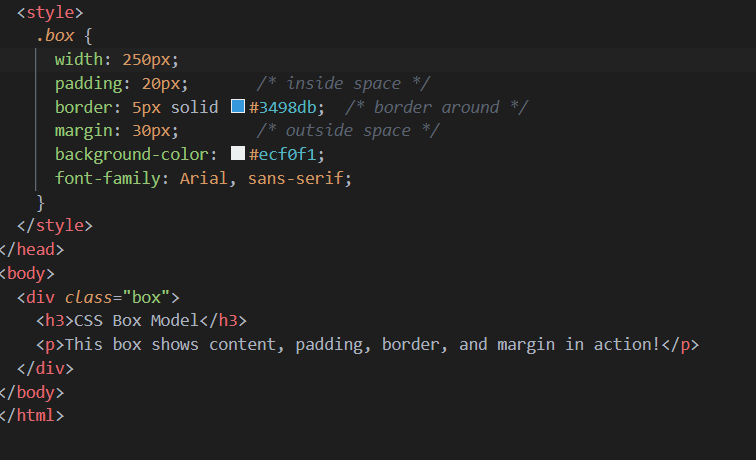 <style>
.box {
width: 250px;
padding: 20px; /* inside space */
border: 5px solid #3498db; /* border around */
margin: 30px; /* outside space */
background-color: #ecf0f1;
font-family: Arial, sans-serif;
}
</style>
</head>
<body>
<div class="box">
<h3>CSS Box Model</h3>
<p>This box shows content, padding, border, and margin in action!</p>
</div>
</body>
</html>